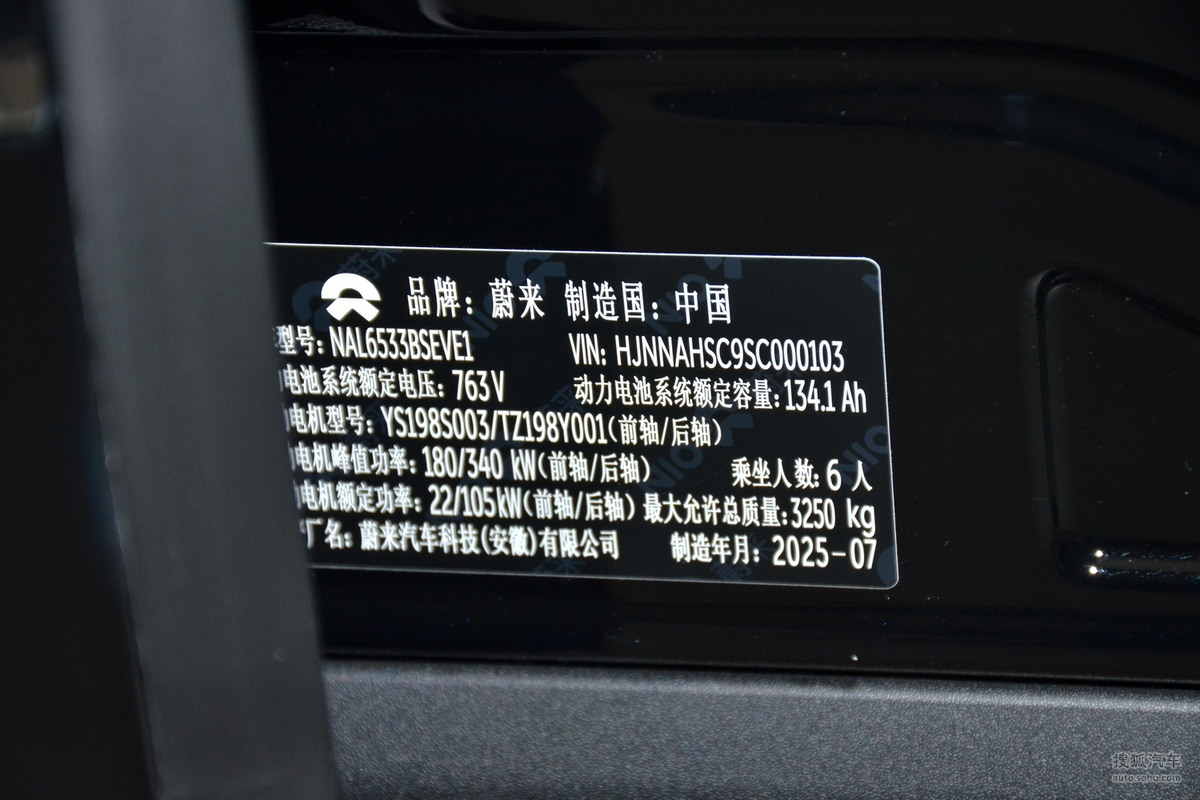 品牌：蔚来 制造国：中国
型号：NAL6533BSEVE1 VIN: HJNNAHSC9SC000103
电池系统额定电压：763V 动力电池系统额定容量：134.1 Ah
电机型号：YS198S003/TZ198Y001(前轴/后轴)
电机峰值功率：180/340 kW(前轴/后轴) 乘坐人数：6 人
电机额定功率：22/105kW(前轴/后轴) 最大允许总质量：3250 kg
厂名：蔚来汽车科技(安徽)有限公司 制造年月：2025-07
搜狐汽车
auto.sohu.com